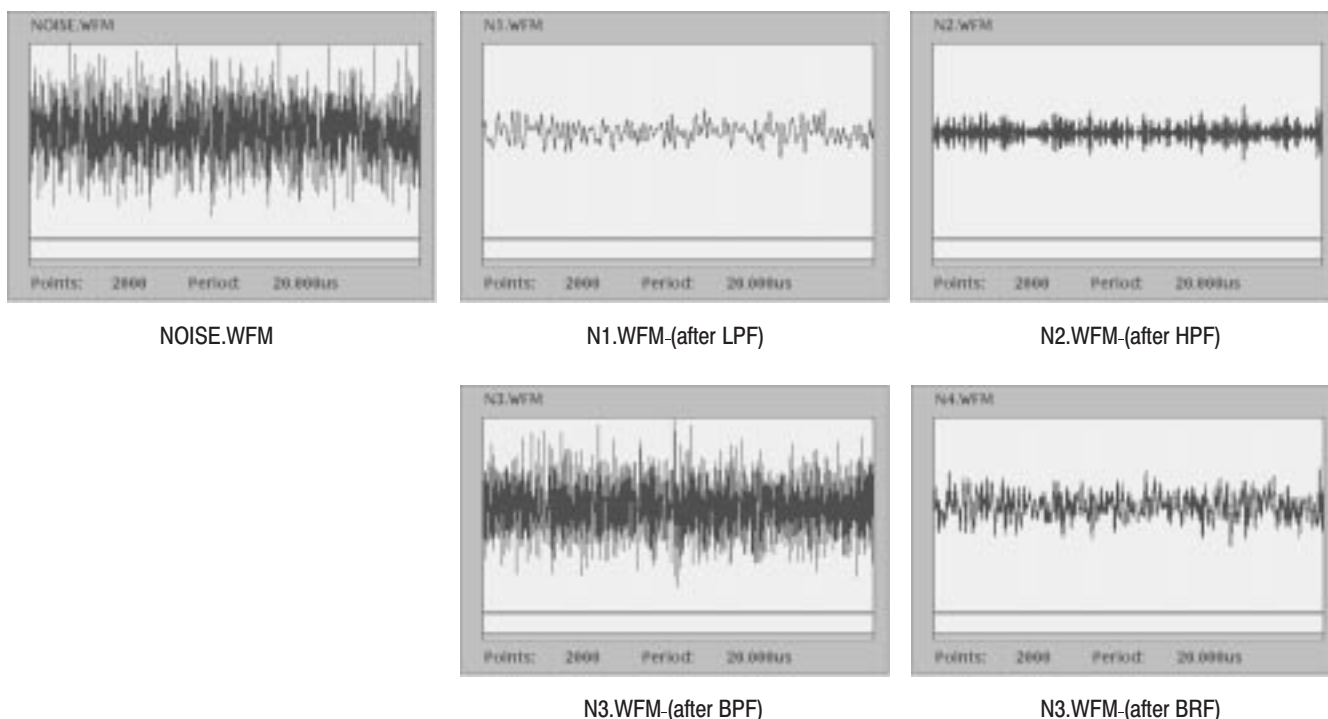 NOISE.WFM
Points: 2000 Period: 20.000us
NOISE.WFM
N1.WFM
Points: 2000 Period: 20.000us
N1.WFM-(after LPF)
N2.WFM
Points: 2000 Period: 20.000us
N2.WFM-(after HPF)
N3.WFM
Points: 2000 Period: 20.000us
N3.WFM-(after BPF)
N4.WFM
Points: 2000 Period: 20.000us
N3.WFM-(after BRF)